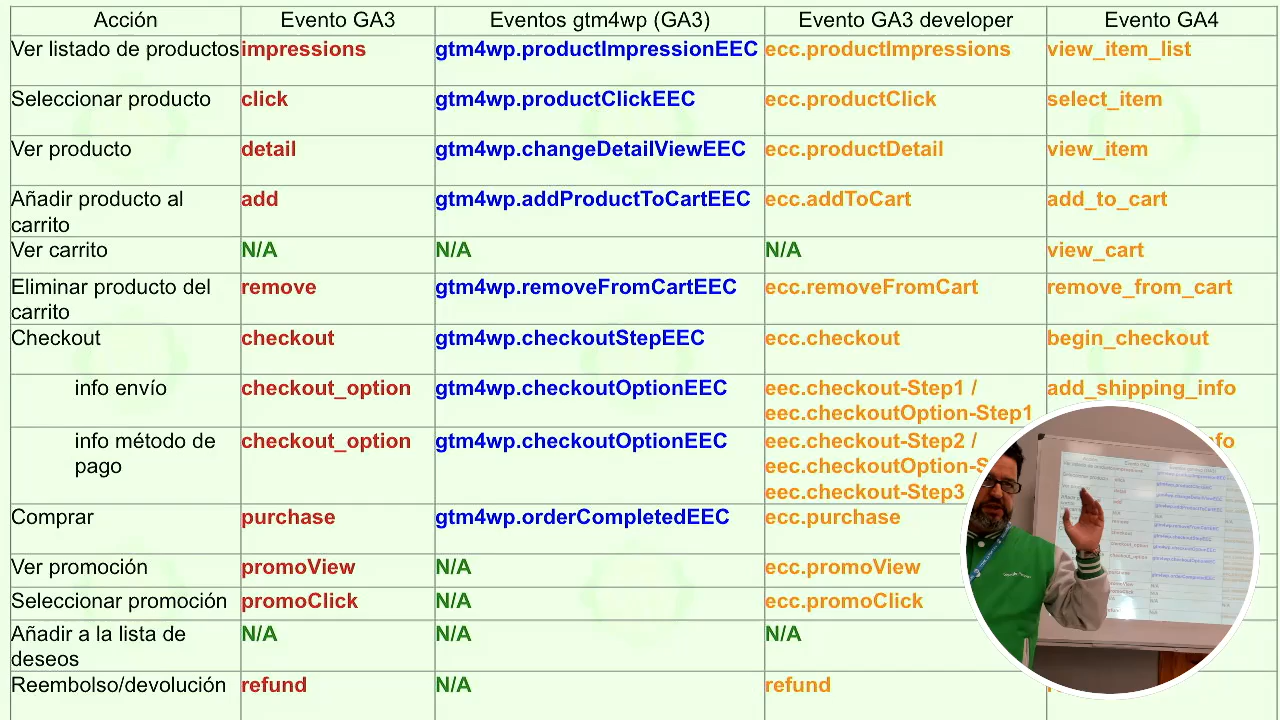 Acción Evento GA3 Eventos gtm4wp (GA3) Evento GA3 developer Evento GA4
Ver listado de productos impressions gtm4wp.productImpressionEEC ecc.productImpressions view_item_list
Seleccionar producto click gtm4wp.productClickEEC ecc.productClick select_item
Ver producto detail gtm4wp.changeDetailViewEEC ecc.productDetail view_item
Añadir producto al add gtm4wp.addProductToCartEEC ecc.addToCart add_to_cart
carrito
Ver carrito N/A N/A N/A view_cart
Eliminar producto del remove gtm4wp.removeFromCartEEC ecc.removeFromCart remove_from_cart
carrito
Checkout checkout gtm4wp.checkoutStepEEC ecc.checkout begin_checkout
info envío checkout_option gtm4wp.checkoutOptionEEC eec.checkout-Step1 / add_shipping_info
eec.checkoutOption-Step1
info método de checkout_option gtm4wp.checkoutOptionEEC eec.checkout-Step2 /
pago eec.checkoutOption-S
eec.checkout-Step3
Comprar purchase gtm4wp.orderCompletedEEC ecc.purchase
Ver promoción promoView N/A ecc.promoView
Seleccionar promoción promoClick N/A ecc.promoClick
Añadir a la lista de N/A N/A N/A
deseos
Reembolso/devolución refund N/A refund